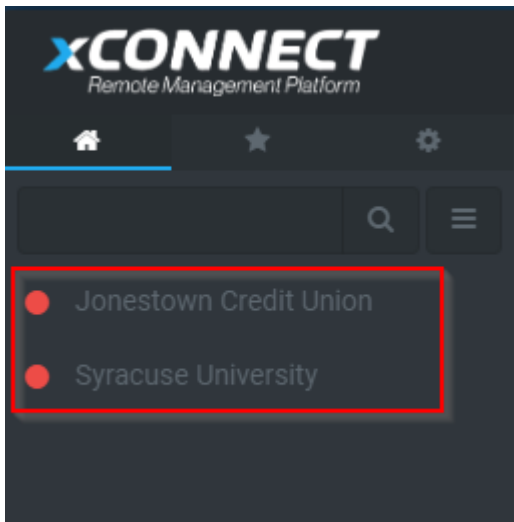 xCONNECT
Remote Management Platform
Jonestown Credit Union
Syracuse University